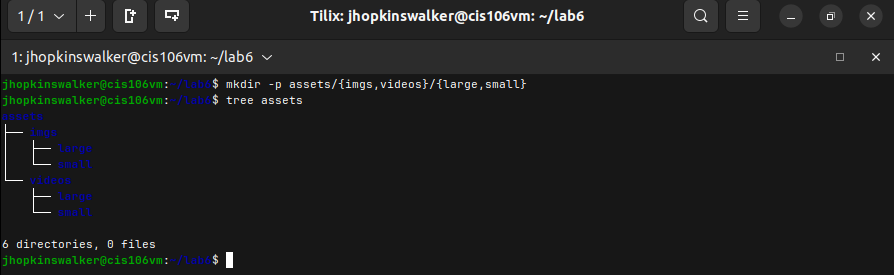 1 / 1
Tilix: jhopkinswalker@cis106vm: ~/lab6
1: jhopkinswalker@cis106vm: ~/lab6
jhopkinswalker@cis106vm:~/lab6$ mkdir -p assets/{imgs,videos}/{large,small}
jhopkinswalker@cis106vm:~/lab6$ tree assets
assets
├── imgs
│   ├── large
│   └── small
└── videos
    ├── large
    └── small
6 directories, 0 files
jhopkinswalker@cis106vm:~/lab6$